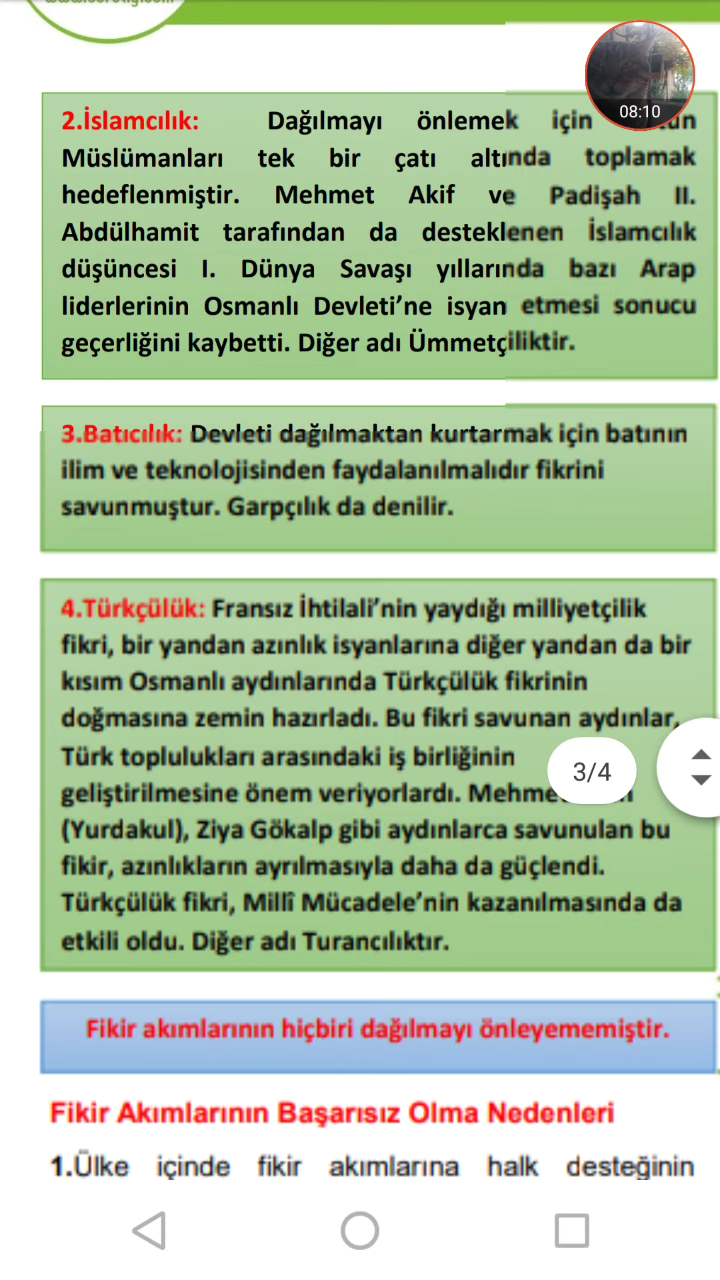 2.İslamcılık: Dağılmayı önlemek için
Müslümanları tek bir çatı altında toplamak
hedeflenmiştir. Mehmet Akif ve Padişah II.
Abdülhamit tarafından da desteklenen İslamcılık
düşüncesi I. Dünya Savaşı yıllarında bazı Arap
liderlerinin Osmanlı Devleti’ne isyan etmesi sonucu
geçerliğini kaybetti. Diğer adı Ümmetçiliktir.
08:10
3.Batıcılık: Devleti dağılmaktan kurtarmak için batının
ilim ve teknolojisinden faydalanılmalıdır fikrini
savunmuştur. Garpçılık da denilir.
4.Türkçülük: Fransız İhtilali’nin yaydığı milliyetçilik
fikri, bir yandan azınlık isyanlarına diğer yandan da bir
kısım Osmanlı aydınlarında Türkçülük fikrinin
doğmasına zemin hazırladı. Bu fikri savunan aydınlar,
Türk toplulukları arasındaki iş birliğinin
geliştirilmesine önem veriyorlardı.
(Yurdakul), Ziya Gökalp gibi aydınlarca savunulan bu
fikir, azınlıkların ayrılmasıyla daha da güçlendi.
Türkçülük fikri, Millî Mücadele’nin kazanılmasında da
etkili oldu. Diğer adı Turancılıktır.
3/4
Fikir akımlarının hiçbiri dağılmayı önleyememiştir.
Fikir Akımlarının Başarısız Olma Nedenleri
1.Ülke içinde fikir akımlarına halk desteğinin